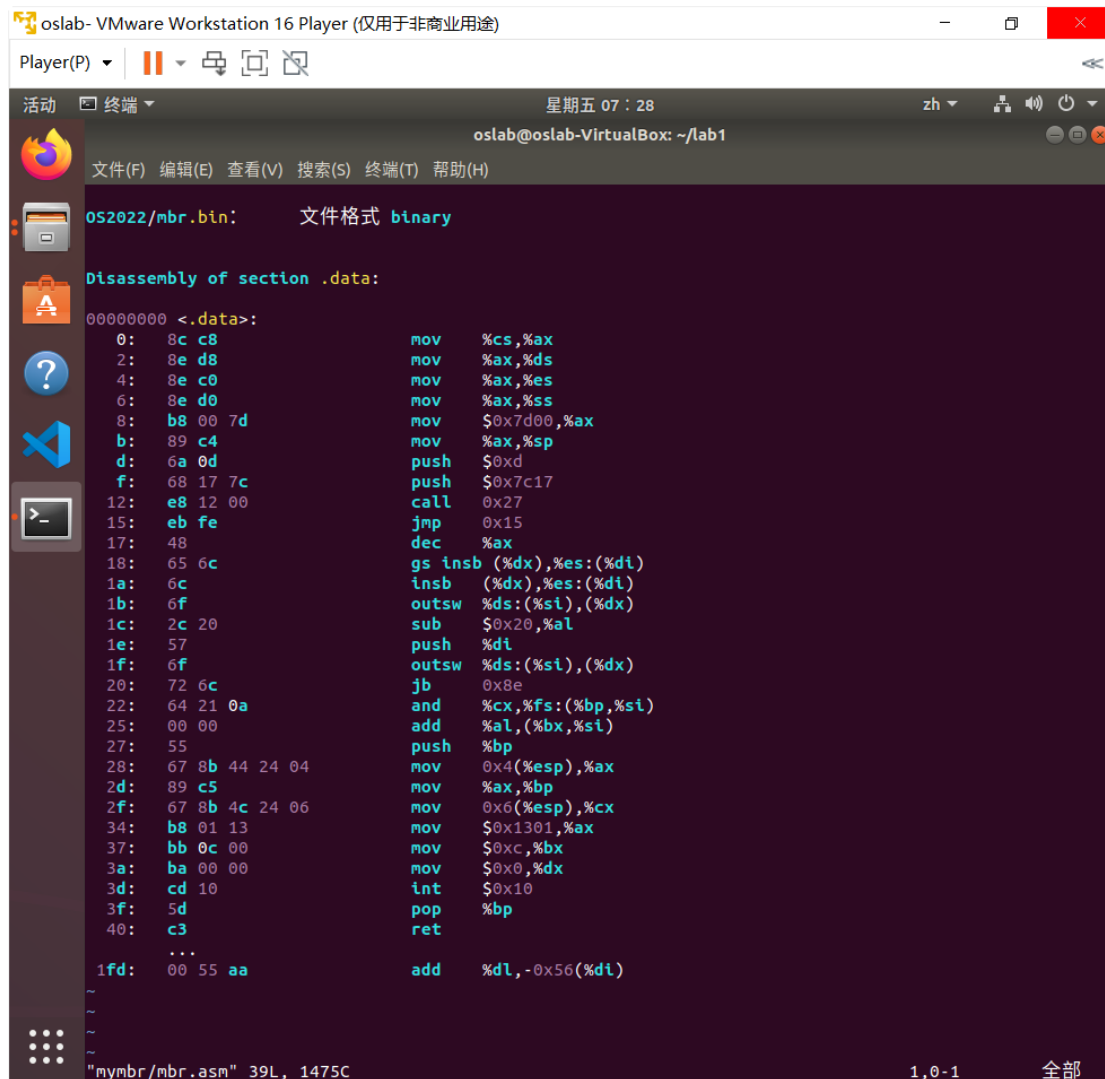 oslab- VMware Workstation 16 Player (仅用于非商业用途)
Player(P)
活动 终端 星期五 07：28 zh
oslab@oslab-VirtualBox: ~/lab1
文件(F) 编辑(E) 查看(V) 搜索(S) 终端(T) 帮助(H)
OS2022/mbr.bin： 文件格式 binary
Disassembly of section .data:
00000000 <.data>:
0: 8c c8 mov %cs,%ax
2: 8e d8 mov %ax,%ds
4: 8e c0 mov %ax,%es
6: 8e d0 mov %ax,%ss
8: b8 00 7d mov $0x7d00,%ax
b: 89 c4 mov %ax,%sp
d: 6a 0d push $0xd
f: 68 17 7c push $0x7c17
12: e8 12 00 call 0x27
15: eb fe jmp 0x15
17: 48 dec %ax
18: 65 6c gs insb (%dx),%es:(%di)
1a: 6c insb (%dx),%es:(%di)
1b: 6f outsw %ds:(%si),(%dx)
1c: 2c 20 sub $0x20,%al
1e: 57 push %di
1f: 6f outsw %ds:(%si),(%dx)
20: 72 6c jb 0x8e
22: 64 21 0a and %cx,%fs:(%bp,%si)
25: 00 00 add %al,(%bx,%si)
27: 55 push %bp
28: 67 8b 44 24 04 mov 0x4(%esp),%ax
2d: 89 c5 mov %ax,%bp
2f: 67 8b 4c 24 06 mov 0x6(%esp),%cx
34: b8 01 13 mov $0x1301,%ax
37: bb 0c 00 mov $0xc,%bx
3a: ba 00 00 mov $0x0,%dx
3d: cd 10 int $0x10
3f: 5d pop %bp
40: c3 ret
...
1fd: 00 55 aa add %dl,-0x56(%di)
~
~
~
~
"mymbr/mbr.asm" 39L, 1475C 1,0-1 全部